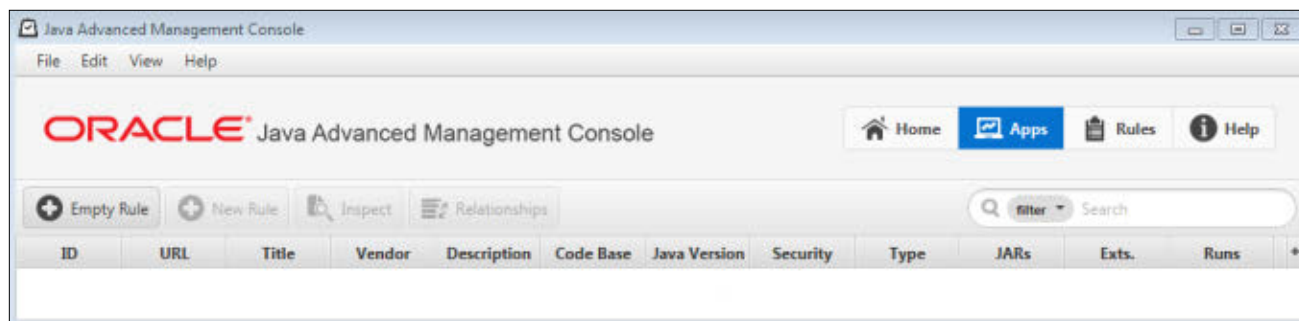 Java Advanced Management Console
File Edit View Help
ORACLE® Java Advanced Management Console
Home Apps Rules Help
Empty Rule New Rule Inspect Relationships filter Search
ID URL Title Vendor Description Code Base Java Version Security Type JARs Exts. Runs +